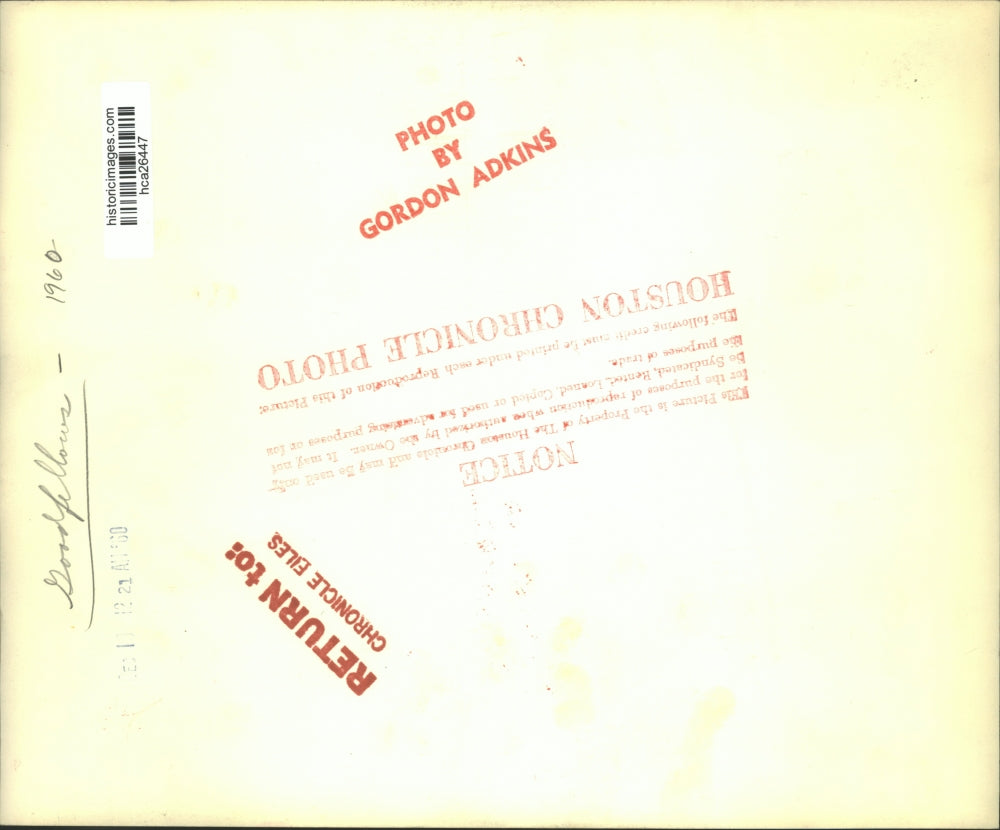 historicimages.com
hca26447
PHOTO
BY
GORDON ADKINS
Goodfellows - 1960
21 AM '60
NOTICE
This Picture is the Property of The Houston Chronicle and may be used only
for the purposes of reproduction when authorized by the Owner. It may not
be Syndicated, Rented, Loaned, Copied or used for advertising purposes or for
the purposes of trade.
The following credit must be printed under each Reproduction of this Picture:
HOUSTON CHRONICLE PHOTO
RETURN to:
CHRONICLE FILES